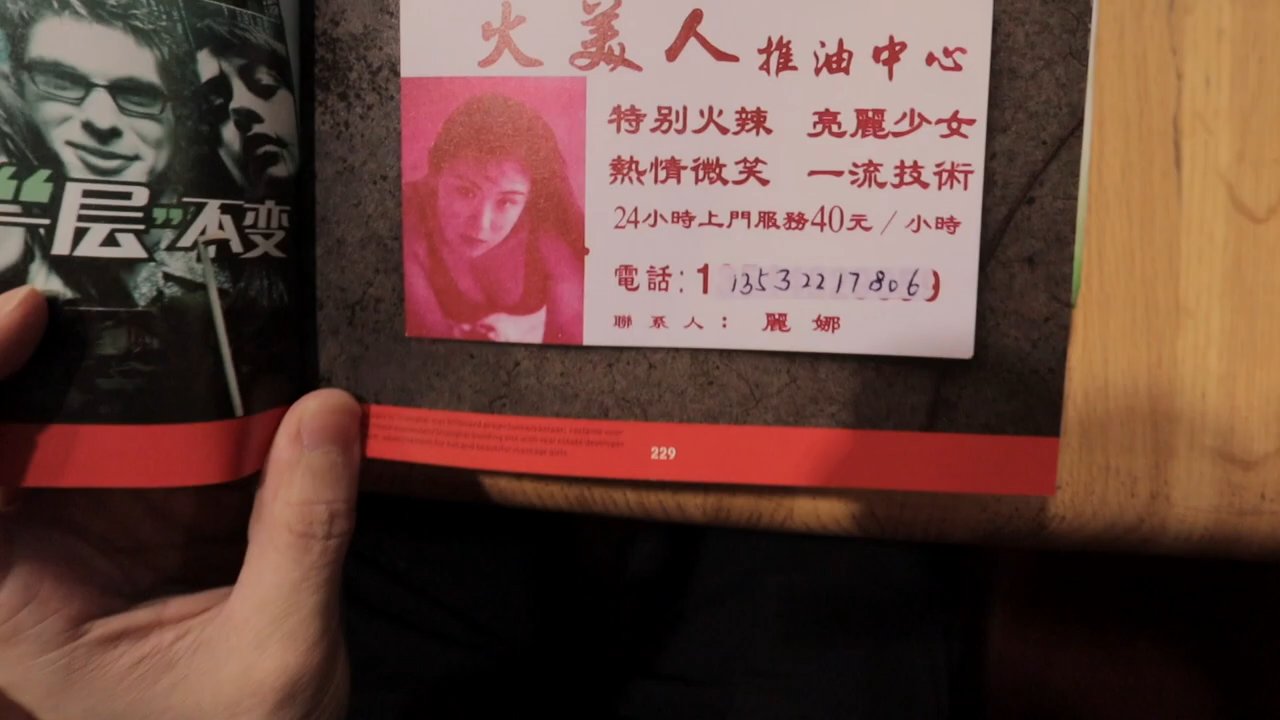 “层”不变
火美人 推油中心
特别火辣 亮麗少女
熱情微笑 一流技術
24小時上門服務40元 / 小時
電話: 1 13532217806)
聯系人: 麗娜
229